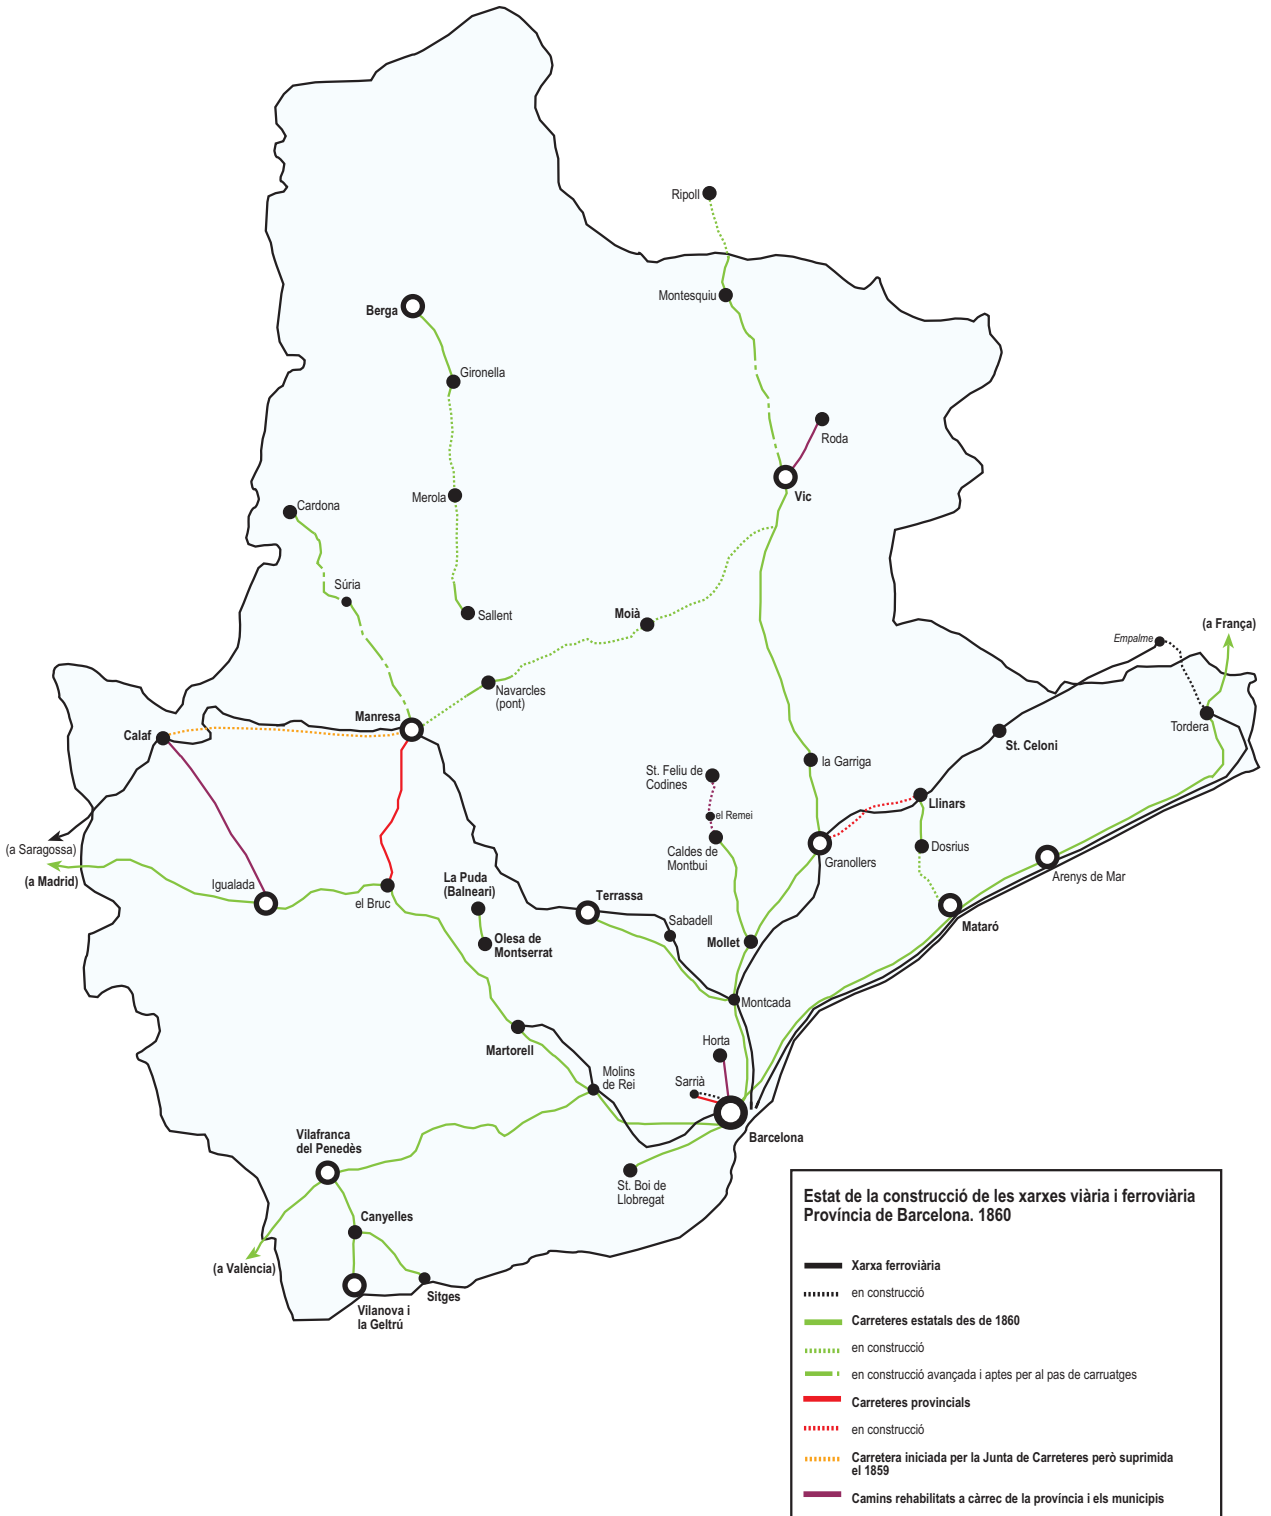 Ripoll
Montesquiu
Berga
Gironella
Roda
Merola
Vic
Cardona
Súria
Sallent
Moià
(a França)
Empalme
Navarcles
(pont)
Manresa
Calaf
Tordera
St. Celoni
la Garriga
St. Feliu de
Codines
Llinars
el Remei
(a Saragossa)
Caldes de
Montbui
Granollers
Dosrius
(a Madrid)
Igualada
el Bruc
La Puda
(Balneari)
Terrassa
Arenys de Mar
Sabadell
Mataró
Olesa de
Montserrat
Mollet
Montcada
Martorell
Horta
Molins
de Rei
Sarrià
Barcelona
Vilafranca
del Penedès
St. Boi de
Llobregat
Canyelles
(a València)
Sitges
Vilanova i
la Geltrú
Estat de la construcció de les xarxes viària i ferroviària
Província de Barcelona. 1860
Xarxa ferroviària
en construcció
Carreteres estatals des de 1860
en construcció
en construcció avançada i aptes per al pas de carruatges
Carreteres provincials
en construcció
Carretera iniciada per la Junta de Carreteres però suprimida
el 1859
Camins rehabilitats a càrrec de la província i els municipis